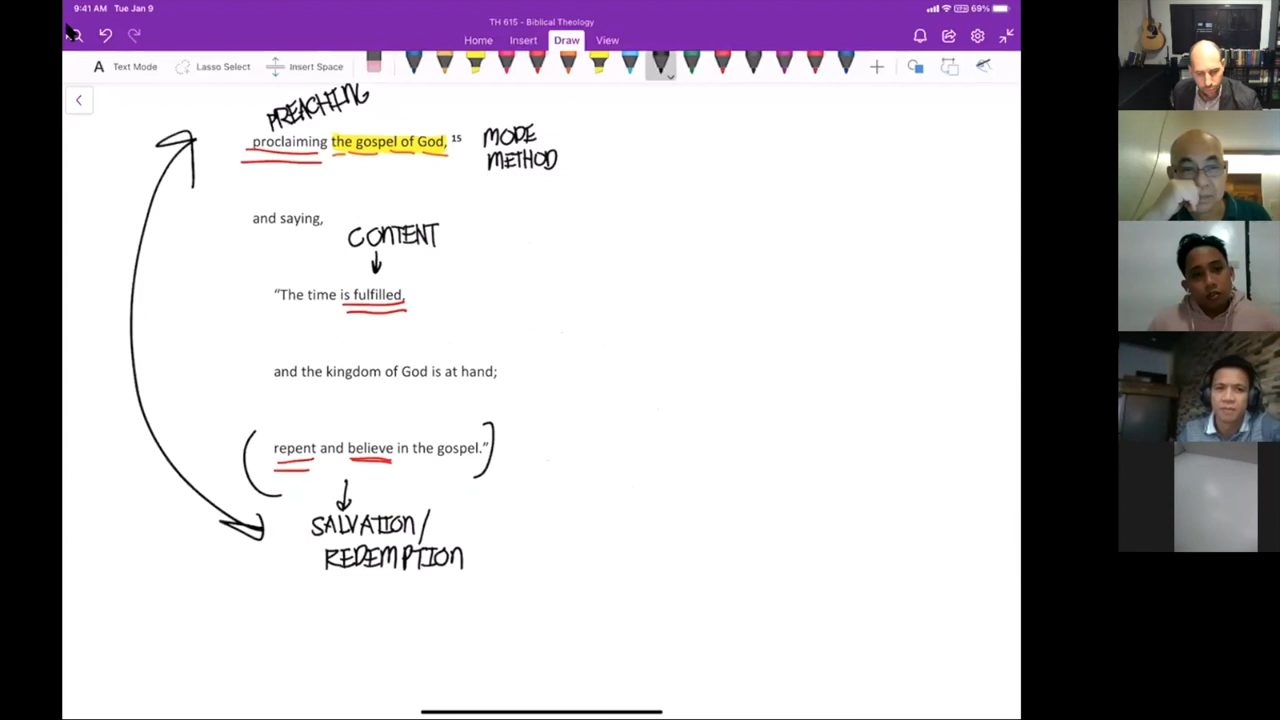 9:41 AM Tue Jan 9
69%
TH 615 - Biblical Theology
Home Insert Draw View
Text Mode Lasso Select Insert Space
PREACHING
proclaiming the gospel of God, 15
MODE
METHOD
and saying,
CONTENT
“The time is fulfilled,
and the kingdom of God is at hand;
repent and believe in the gospel.”
SALVATION/
REDEMPTION